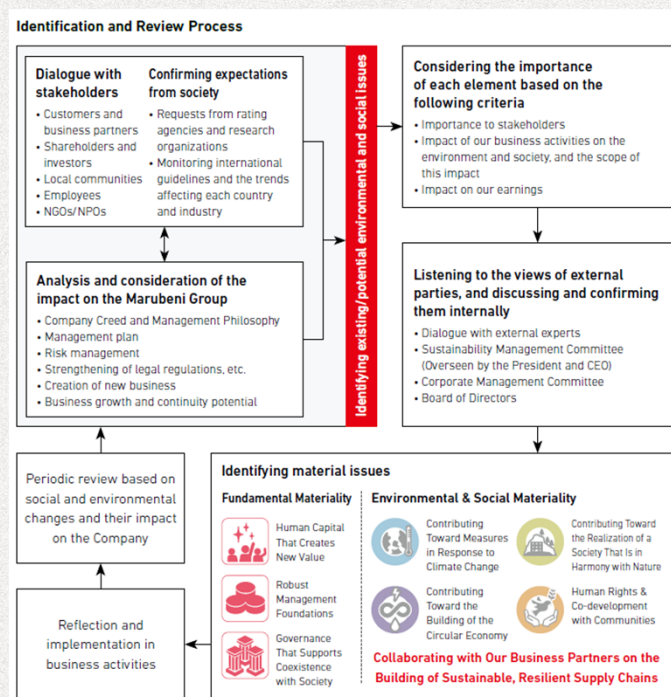 Identification and Review Process
Dialogue with
stakeholders
• Customers and
business partners
• Shareholders and
investors
• Local communities
• Employees
• NGOs/NPOs
Confirming expectations
from society
• Requests from rating
agencies and research
organizations
• Monitoring international
guidelines and the trends
affecting each country
and industry
Analysis and consideration of the
impact on the Marubeni Group
• Company Creed and Management Philosophy
• Management plan
• Risk management
• Strengthening of legal regulations, etc.
• Creation of new business
• Business growth and continuity potential
Identifying existing/potential environmental and social issues
Considering the importance
of each element based on the
following criteria
• Importance to stakeholders
• Impact of our business activities on the
environment and society, and the scope of
this impact
• Impact on our earnings
Listening to the views of external
parties, and discussing and confirming
them internally
• Dialogue with external experts
• Sustainability Management Committee
(Overseen by the President and CEO)
• Corporate Management Committee
• Board of Directors
Identifying material issues
Fundamental Materiality
Human Capital
That Creates
New Value
Robust
Management
Foundations
Governance
That Supports
Coexistence
with Society
Environmental & Social Materiality
Contributing
Toward Measures
in Response to
Climate Change
Contributing Toward
the Realization of a
Society That Is in
Harmony with Nature
Contributing
Toward the
Building of the
Circular Economy
Human Rights &
Co-development
with Communities
Collaborating with Our Business Partners on the
Building of Sustainable, Resilient Supply Chains
Reflection and
implementation in
business activities
Periodic review based on
social and environmental
changes and their impact
on the Company